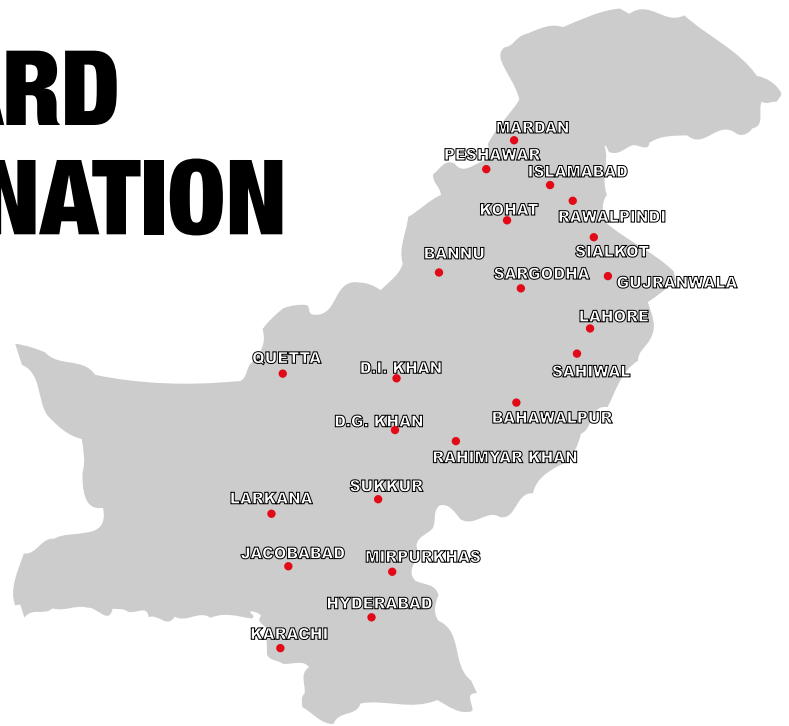 ARD
NATION
MARDAN
PESHAWAR
ISLAMABAD
KOHAT
RAWALPINDI
SIALKOT
BANNU
SARGODHA
GUJRANWALA
LAHORE
QUETTA
D.I. KHAN
SAHIWAL
D.G. KHAN
BAHAWALPUR
RAHIMYAR KHAN
SUKKUR
LARKANA
JACOBABAD
MIRPURKHAS
HYDERABAD
KARACHI